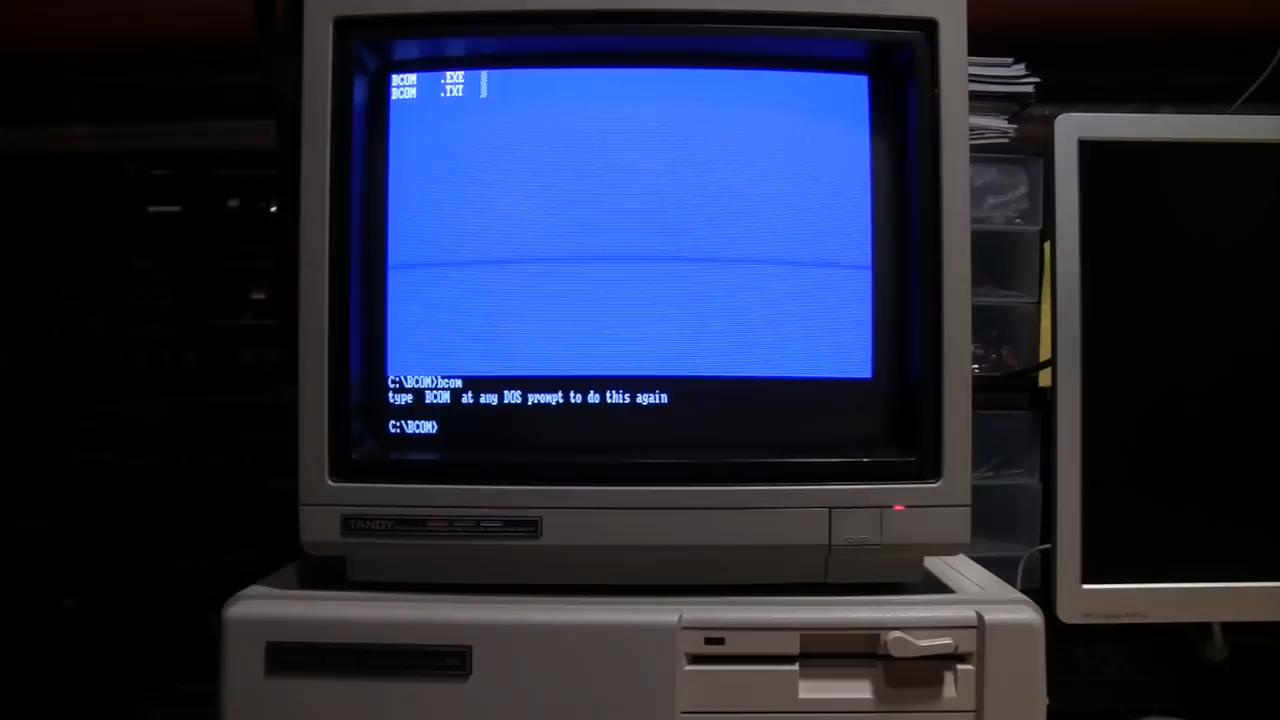 BCOM .EXE
BCOM .TXT
C:\BCOM>bcom
type BCOM at any DOS prompt to do this again
C:\BCOM>
TANDY